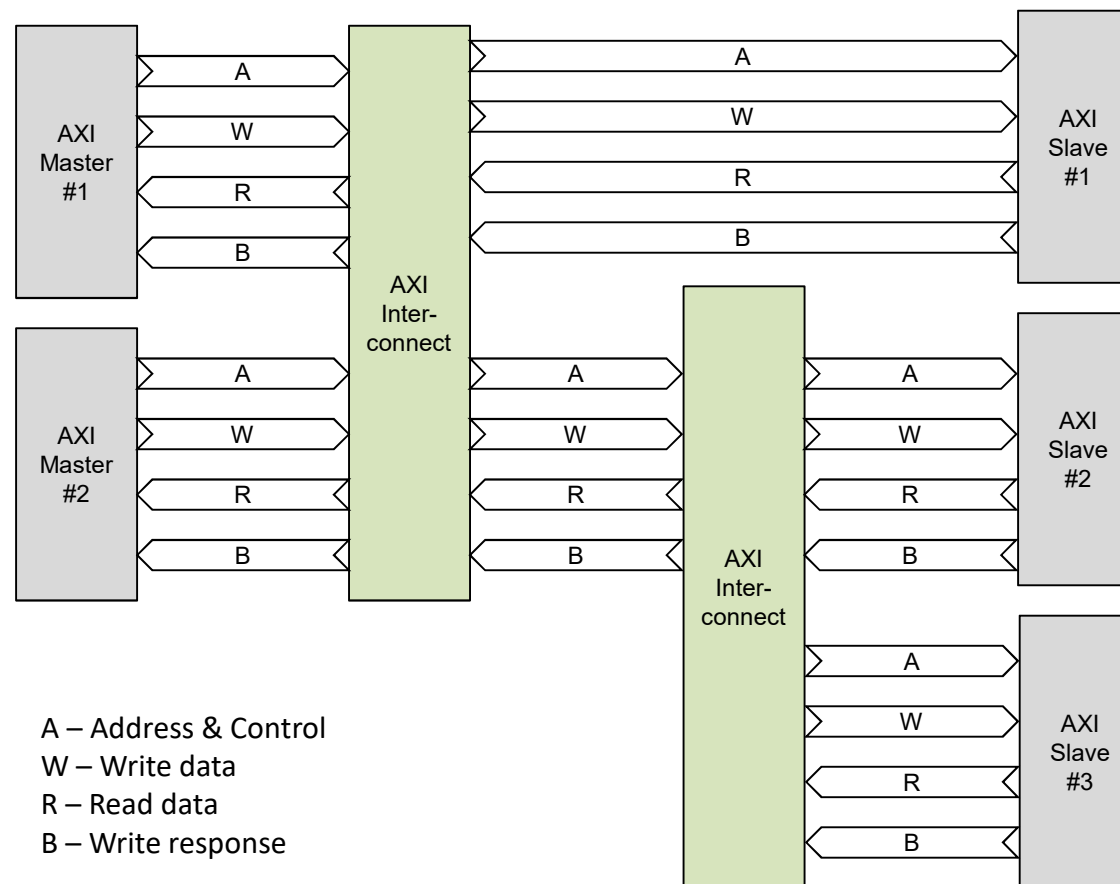 A
A
AXI
Master
#1
W
W
AXI
Slave
#1
R
R
B
B
AXI
Inter-
connect
AXI
Master
#2
A
A
A
AXI
Slave
#2
W
W
W
R
R
R
B
B
B
AXI
Inter-
connect
A
W
R
B
AXI
Slave
#3
A – Address & Control
W – Write data
R – Read data
B – Write response